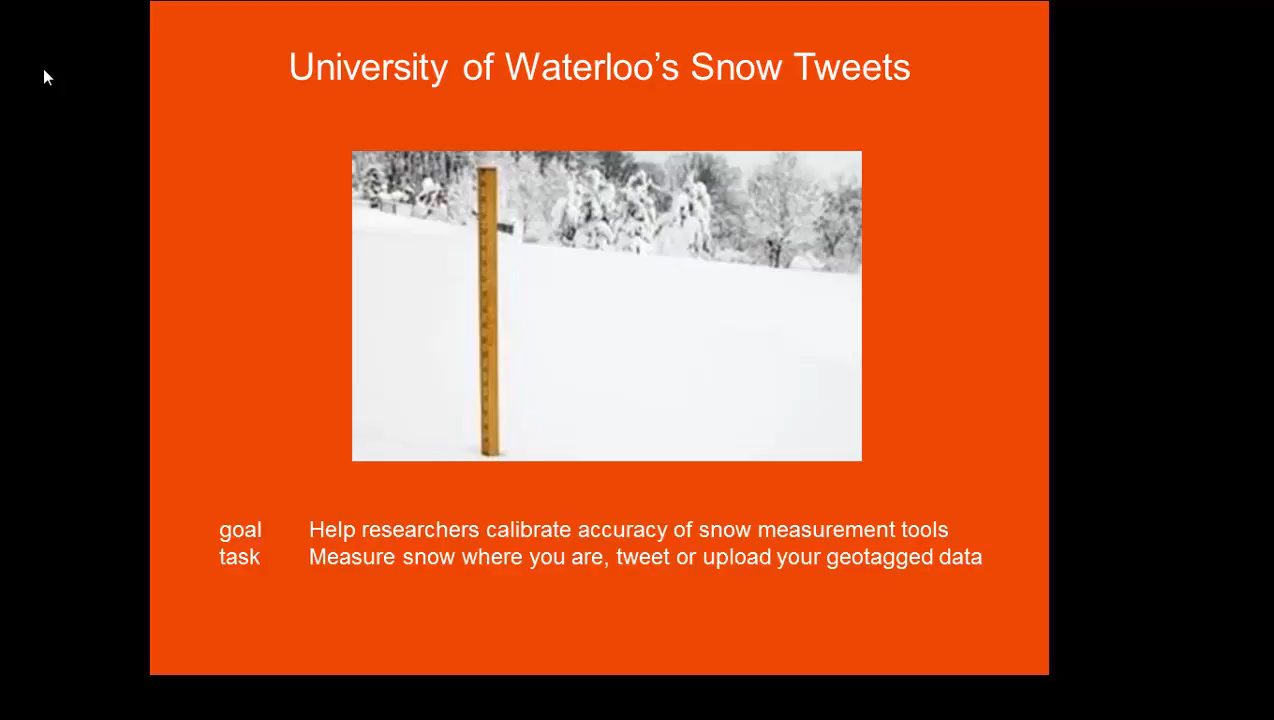 University of Waterloo’s Snow Tweets
goal Help researchers calibrate accuracy of snow measurement tools
task Measure snow where you are, tweet or upload your geotagged data